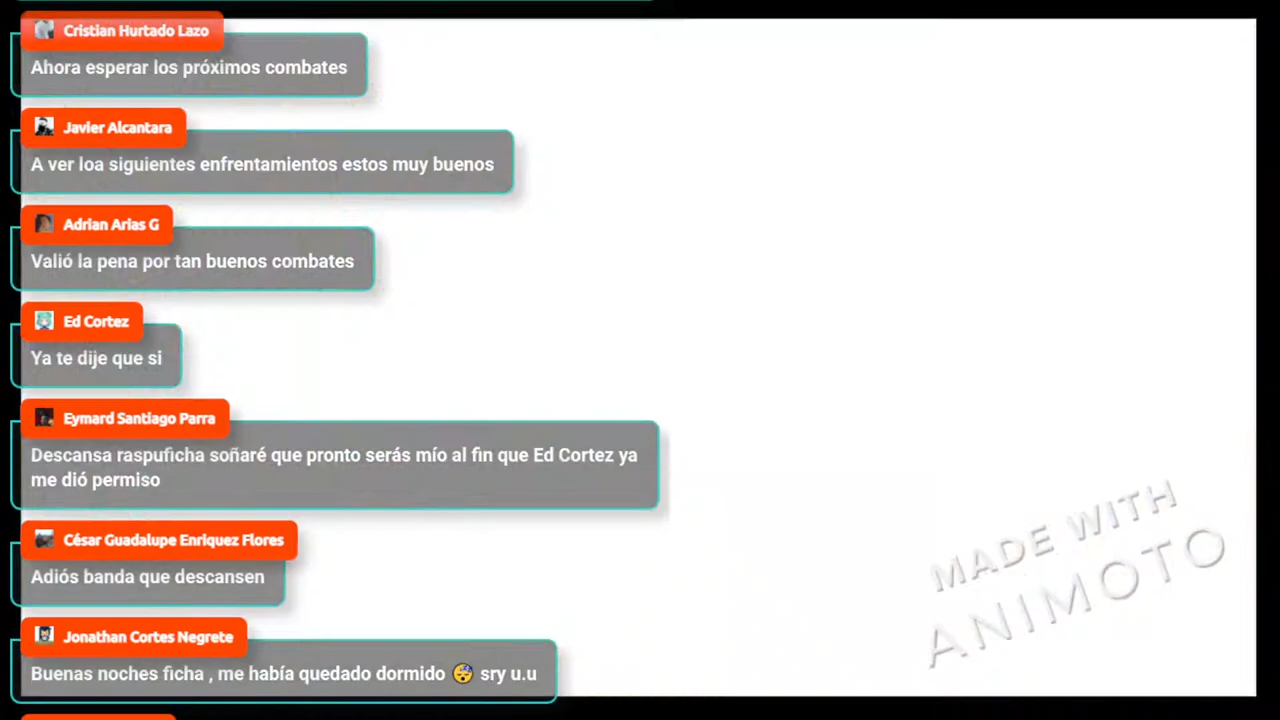 Cristian Hurtado Lazo
Ahora esperar los próximos combates
Javier Alcantara
A ver loa siguientes enfrentamientos estos muy buenos
Adrian Arias G
Valió la pena por tan buenos combates
Ed Cortez
Ya te dije que si
Eymard Santiago Parra
Descansa raspuficha soñaré que pronto serás mío al fin que Ed Cortez ya
me dió permiso
César Guadalupe Enriquez Flores
Adiós banda que descansen
Jonathan Cortes Negrete
Buenas noches ficha , me había quedado dormido 😴 sry u.u
MADE WITH
ANIMOTO